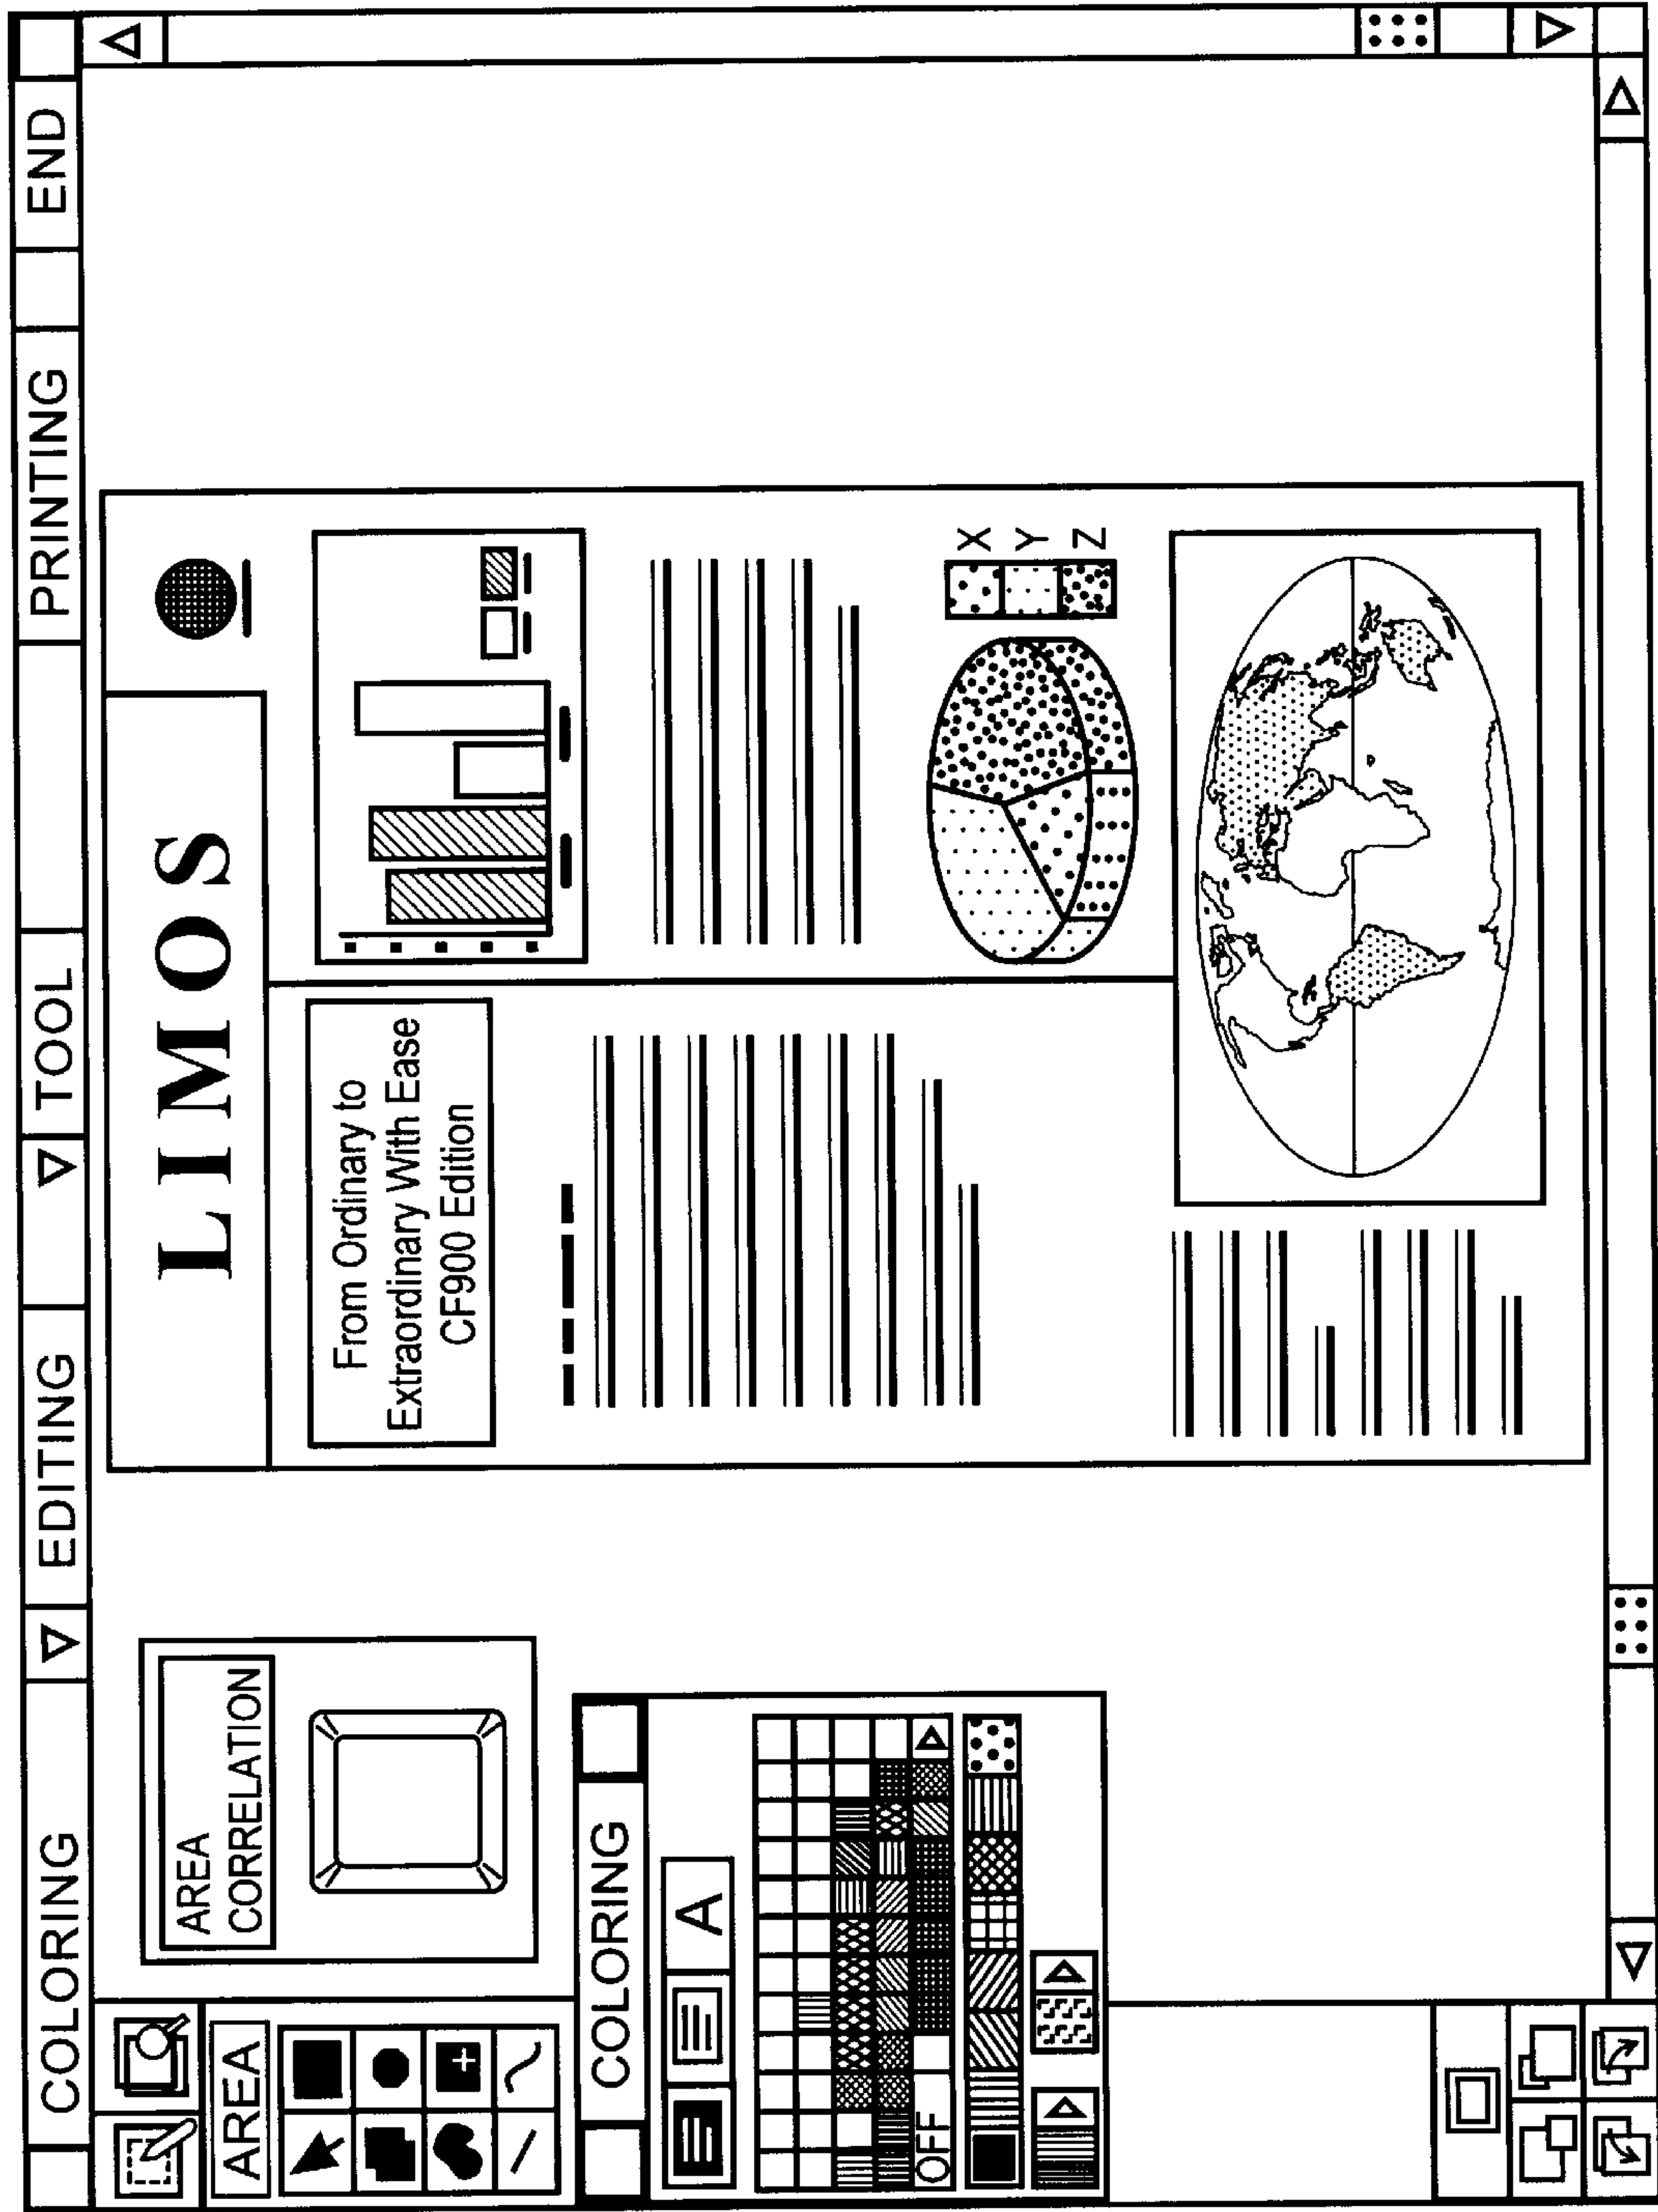 COLORING
EDITING
TOOL
PRINTING
END
AREA
AREA
CORRELATION
COLORING
A
OFF
LIMOS
From Ordinary to
Extraordinary With Ease
CF900 Edition
X
Y
Z